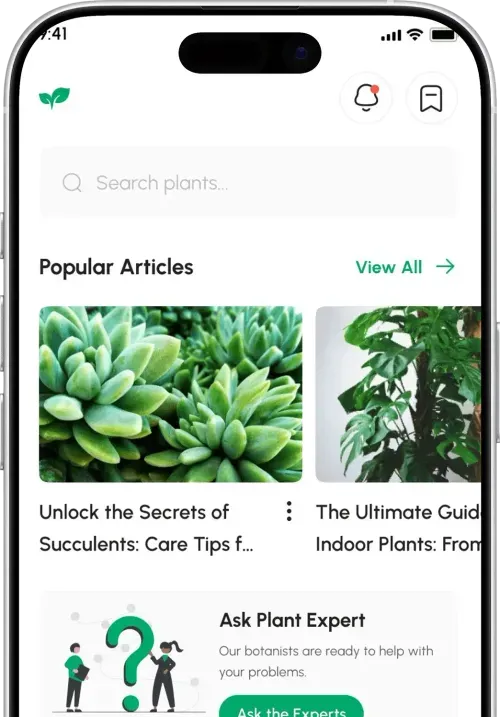 9:41
Search plants...
Popular Articles
View All
Unlock the Secrets of
Succulents: Care Tips f...
The Ultimate Guid
Indoor Plants: From
Ask Plant Expert
Our botanists are ready to help with
your problems.
Ask the Experts